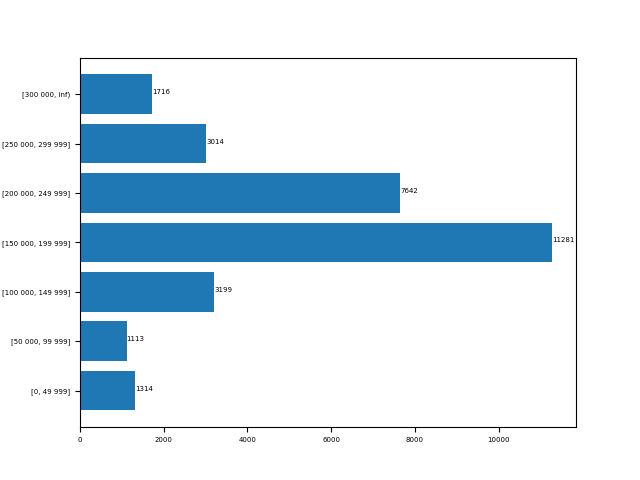 [300 000, inf)
1716
[250 000, 299 999]
3014
[200 000, 249 999]
7642
[150 000, 199 999]
11281
[100 000, 149 999]
3199
[50 000, 99 999]
1113
[0, 49 999]
1314
0 2000 4000 6000 8000 10000